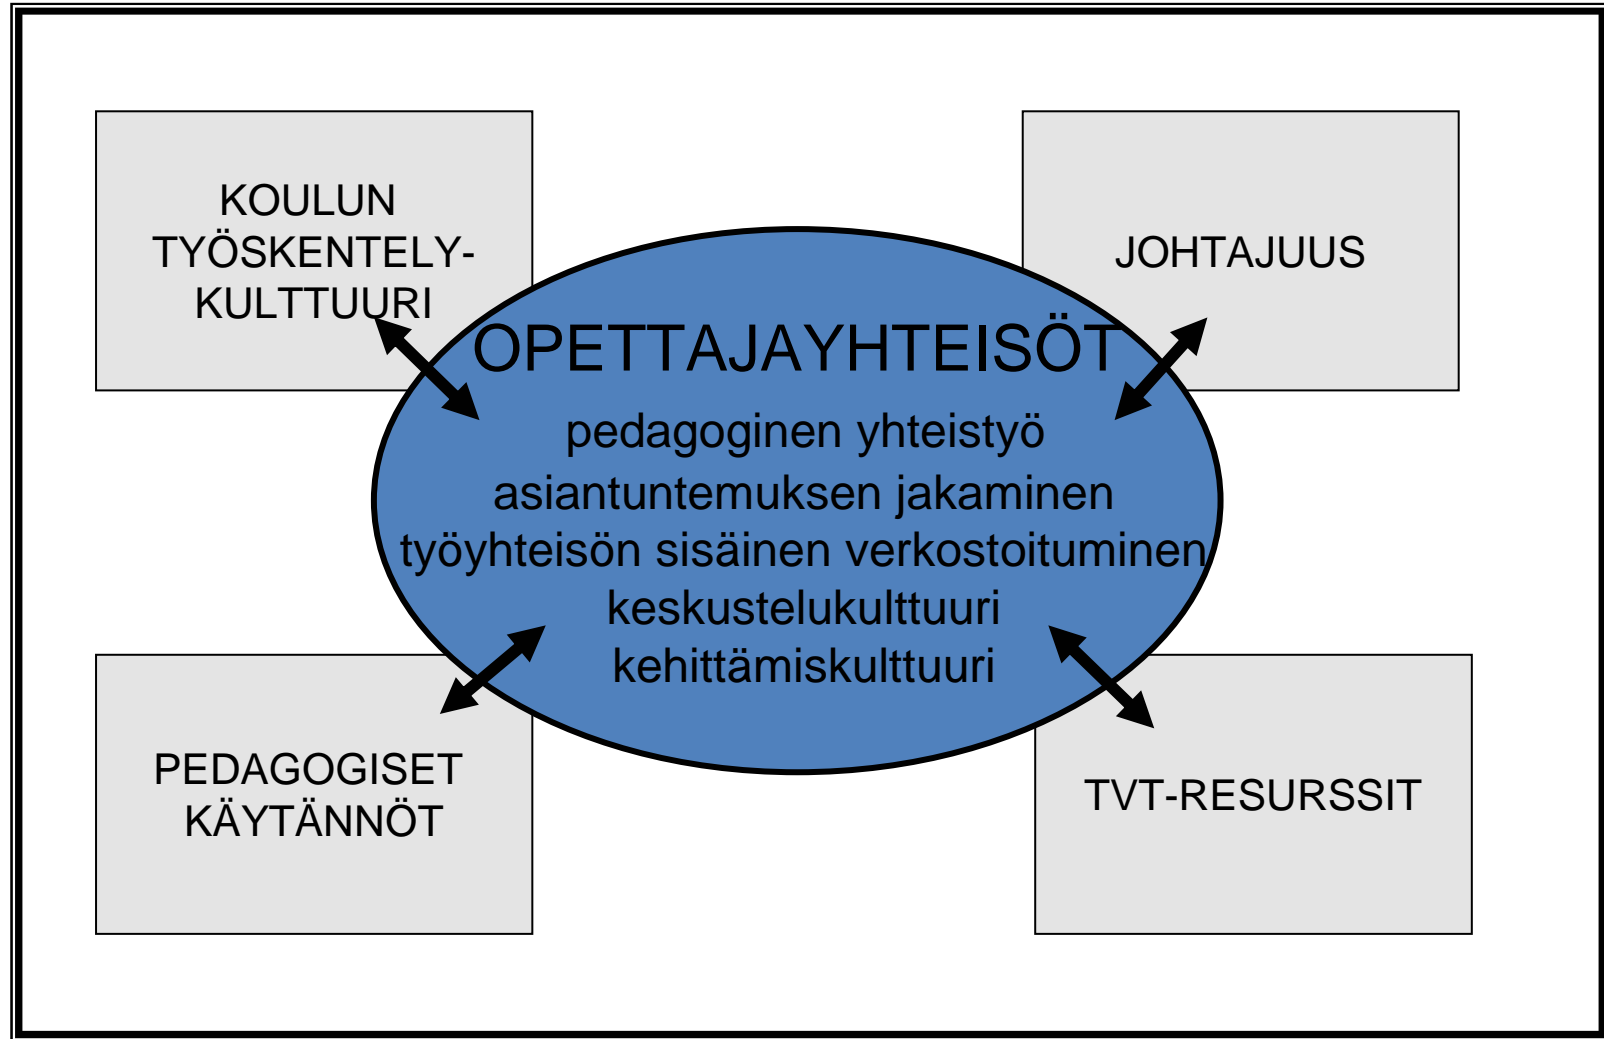 KOULUN
TYÖSKENTELY-
KULTTUURI
JOHTAJUUS
OPETTAJAYHTEISÖT
pedagoginen yhteistyö
asiantuntemuksen jakaminen
työyhteisön sisäinen verkostoituminen
keskustelukulttuuri
kehittämiskulttuuri
PEDAGOGISET
KÄYTÄNNÖT
TVT-RESURSSIT